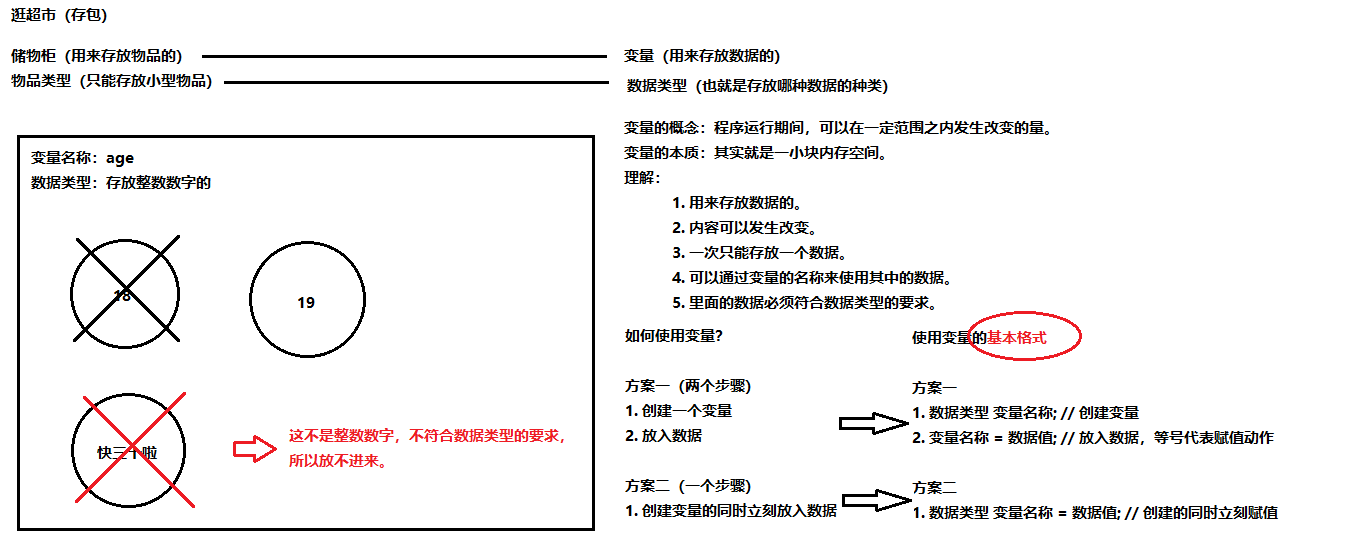 逛超市（存包）
储物柜（用来存放物品的）
变量（用来存放数据的）
物品类型（只能存放小型物品）
数据类型（也就是存放哪种数据的种类）
变量的概念：程序运行期间，可以在一定范围之内发生改变的量。
变量的本质：其实就是一小块内存空间。
理解：
1. 用来存放数据的。
2. 内容可以发生改变。
3. 一次只能存放一个数据。
4. 可以通过变量的名称来使用其中的数据。
5. 里面的数据必须符合数据类型的要求。
变量名称：age
数据类型：存放整数数字的
18
19
快三十啦
这不是整数数字，不符合数据类型的要求，
所以放不进来。
如何使用变量？
使用变量的基本格式
方案一（两个步骤）
1. 创建一个变量
2. 放入数据
方案一
1. 数据类型 变量名称; // 创建变量
2. 变量名称 = 数据值; // 放入数据，等号代表赋值动作
方案二（一个步骤）
1. 创建变量的同时立刻放入数据
方案二
1. 数据类型 变量名称 = 数据值; // 创建的同时立刻赋值